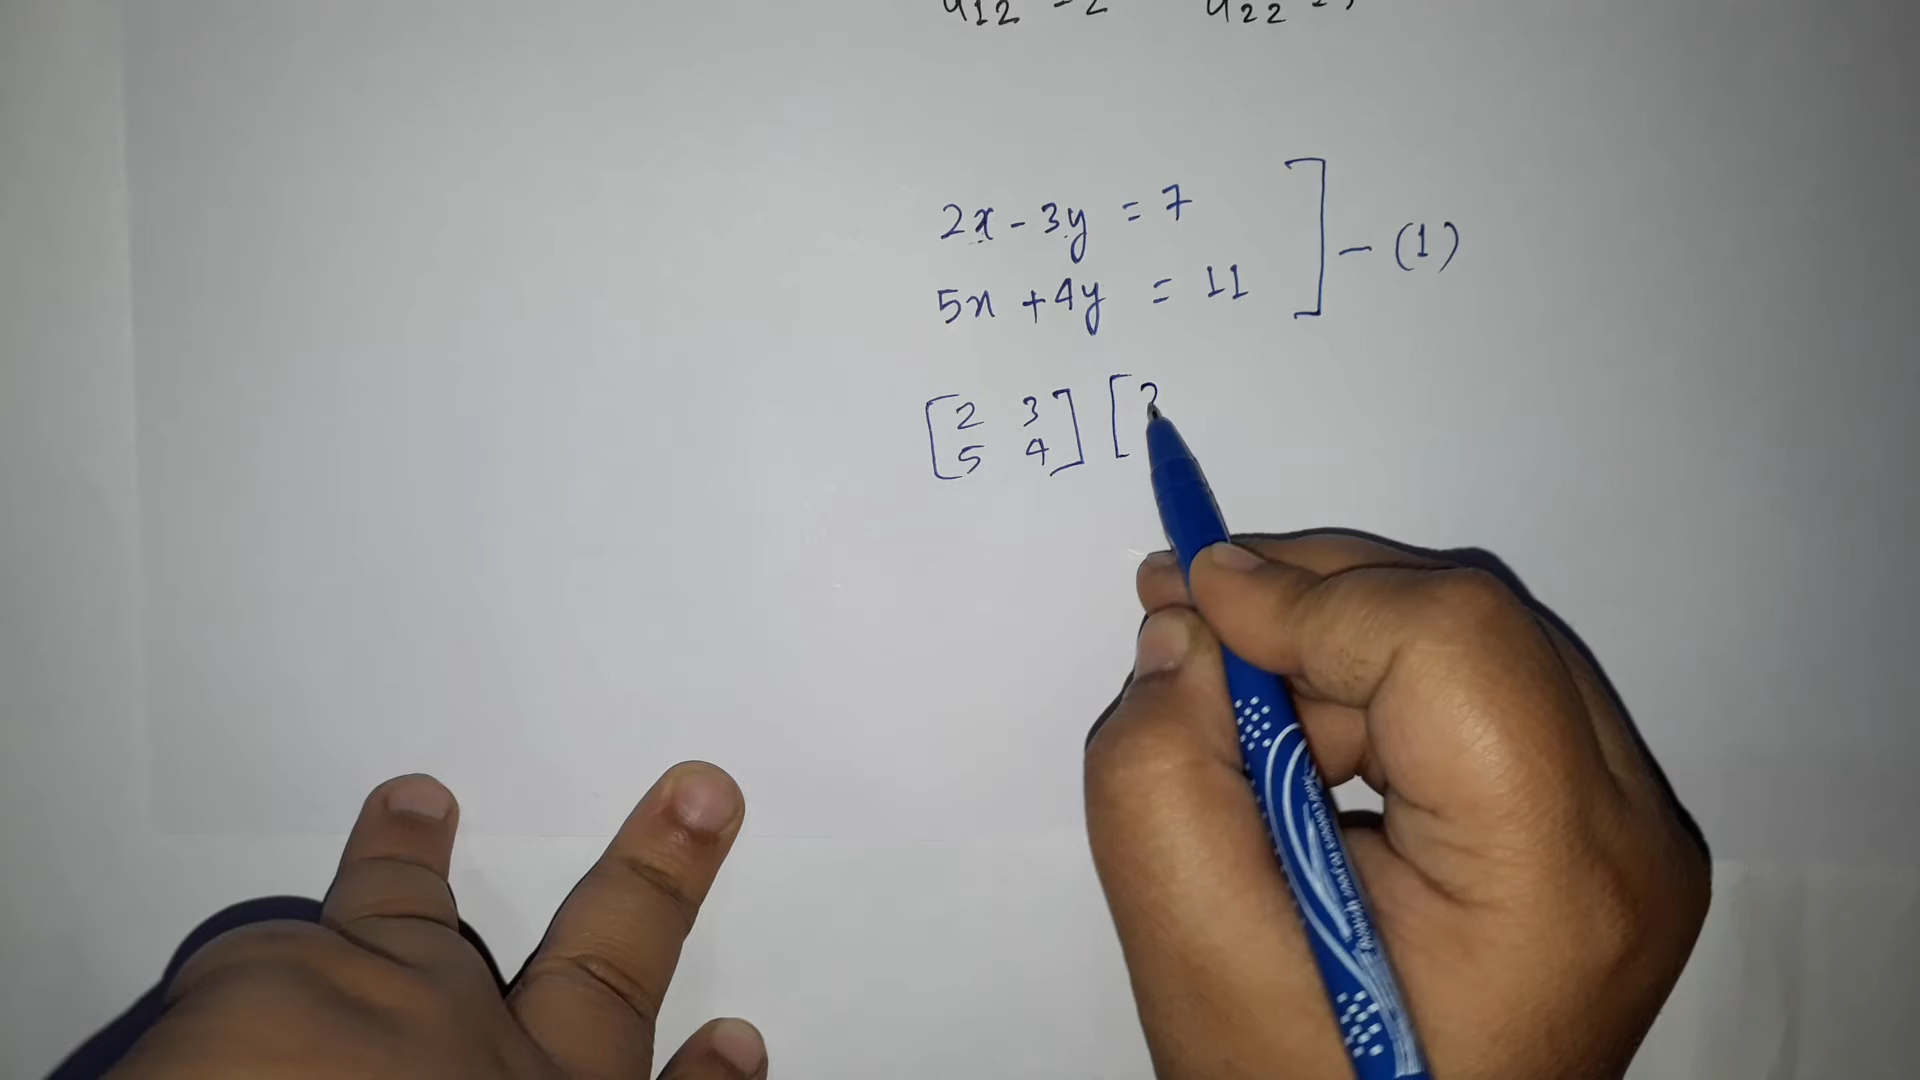 2x - 3y = 7
5x + 4y = 11
- (1)
[2 3
5 4] [